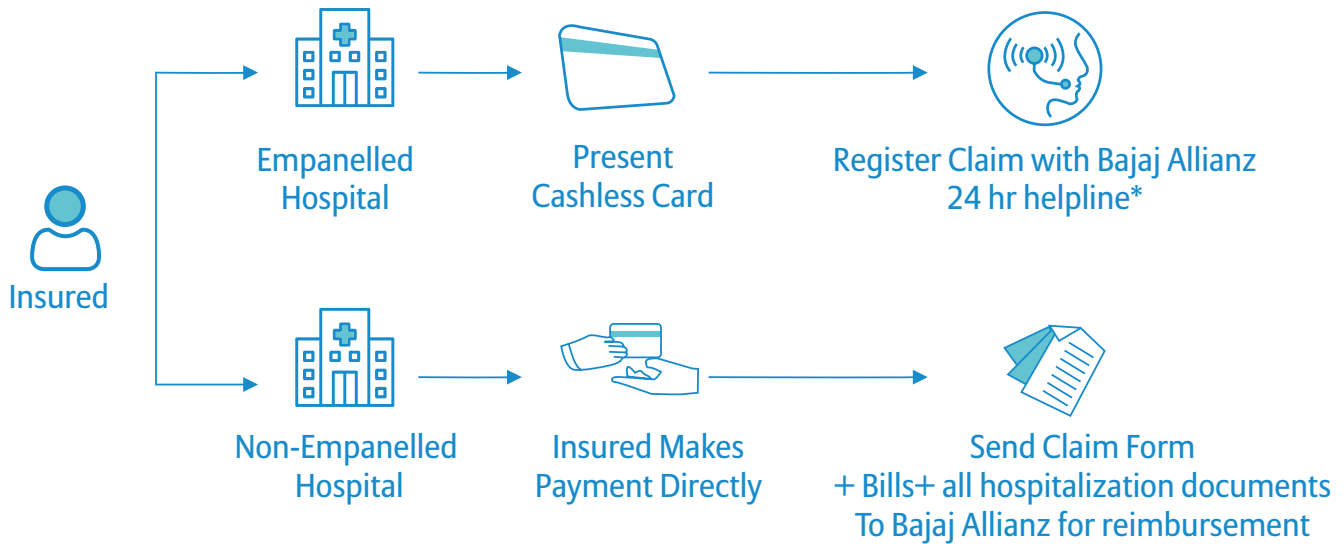 Empanelled
Hospital
Present
Cashless Card
Register Claim with Bajaj Allianz
24 hr helpline*
Insured
Non-Empanelled
Hospital
Insured Makes
Payment Directly
Send Claim Form
+ Bills+ all hospitalization documents
To Bajaj Allianz for reimbursement